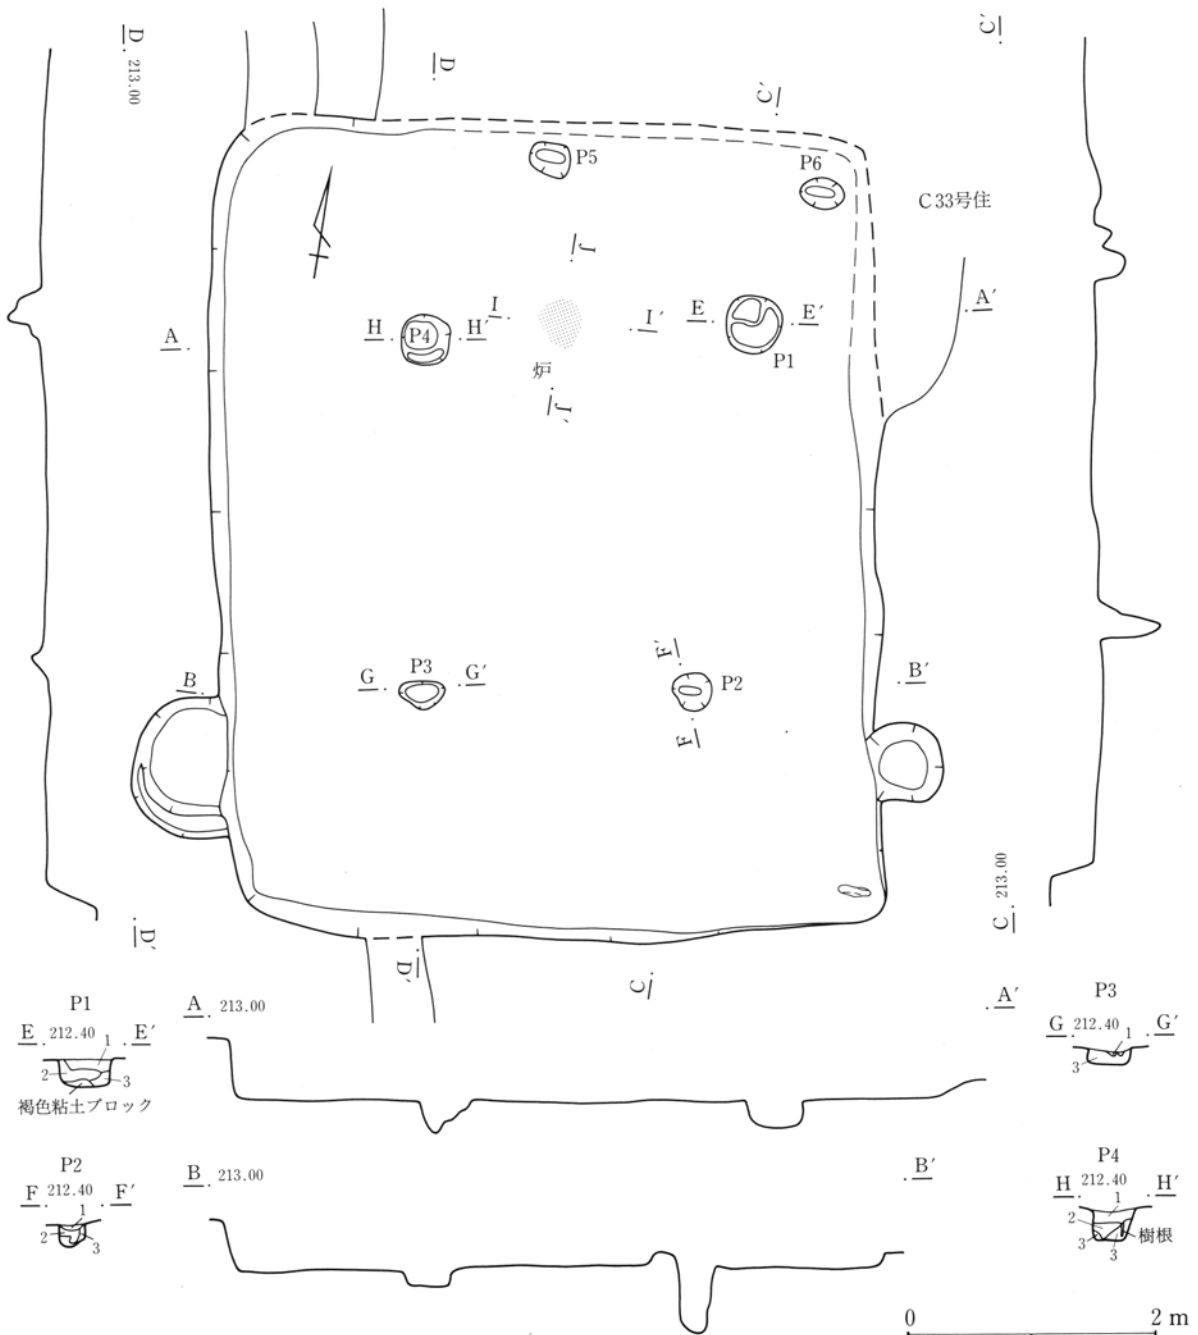 D 213.00
D
C′
C′
P5
P6
C33号住
J
A
H
P4
H′
I
I′
E
E′
A′
P1
炉
J′
B
G
P3
G′
F′
P2
B′
F
D′
D′
C
C 213.00
P1
E 212.40 E′
1
2
3
褐色粘土ブロック
A 213.00
A′
P3
G 212.40 G′
1
3
P2
F 212.40 F′
1
2
3
B 213.00
B′
P4
H 212.40 H′
1
2
3
3
樹根
0 2 m